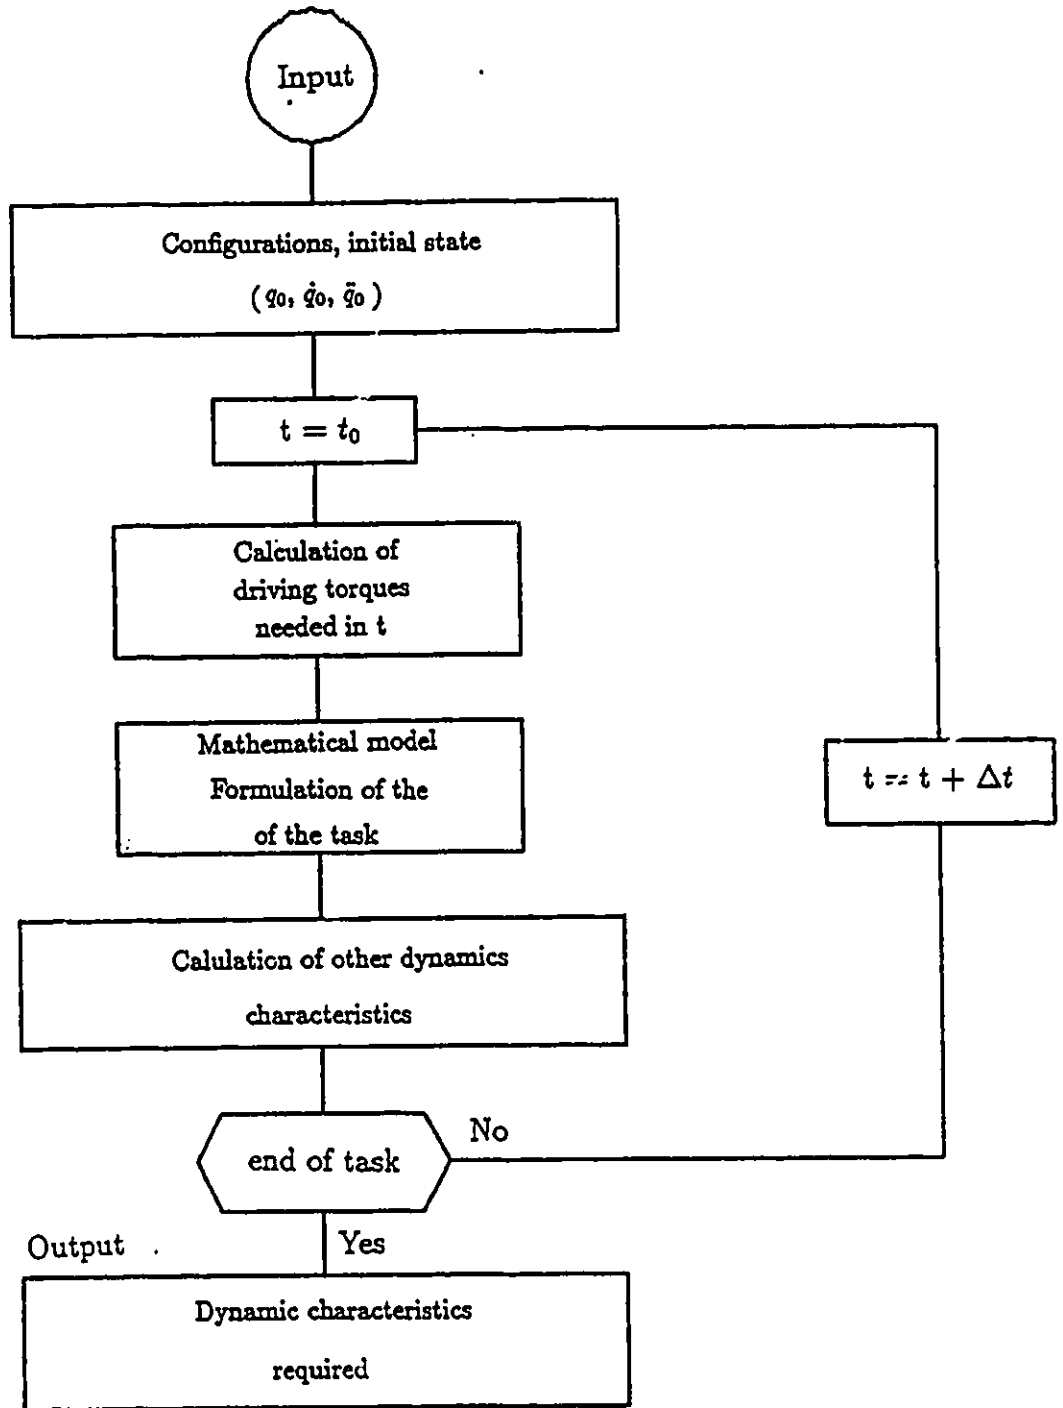 Input
Configurations, initial state
( q₀, q̇₀, q̈₀ )
t = t₀
Calculation of
driving torques
needed in t
Mathematical model
Formulation of the
of the task
t = t + Δt
Calulation of other dynamics
characteristics
end of task
No
Output
Yes
Dynamic characteristics
required